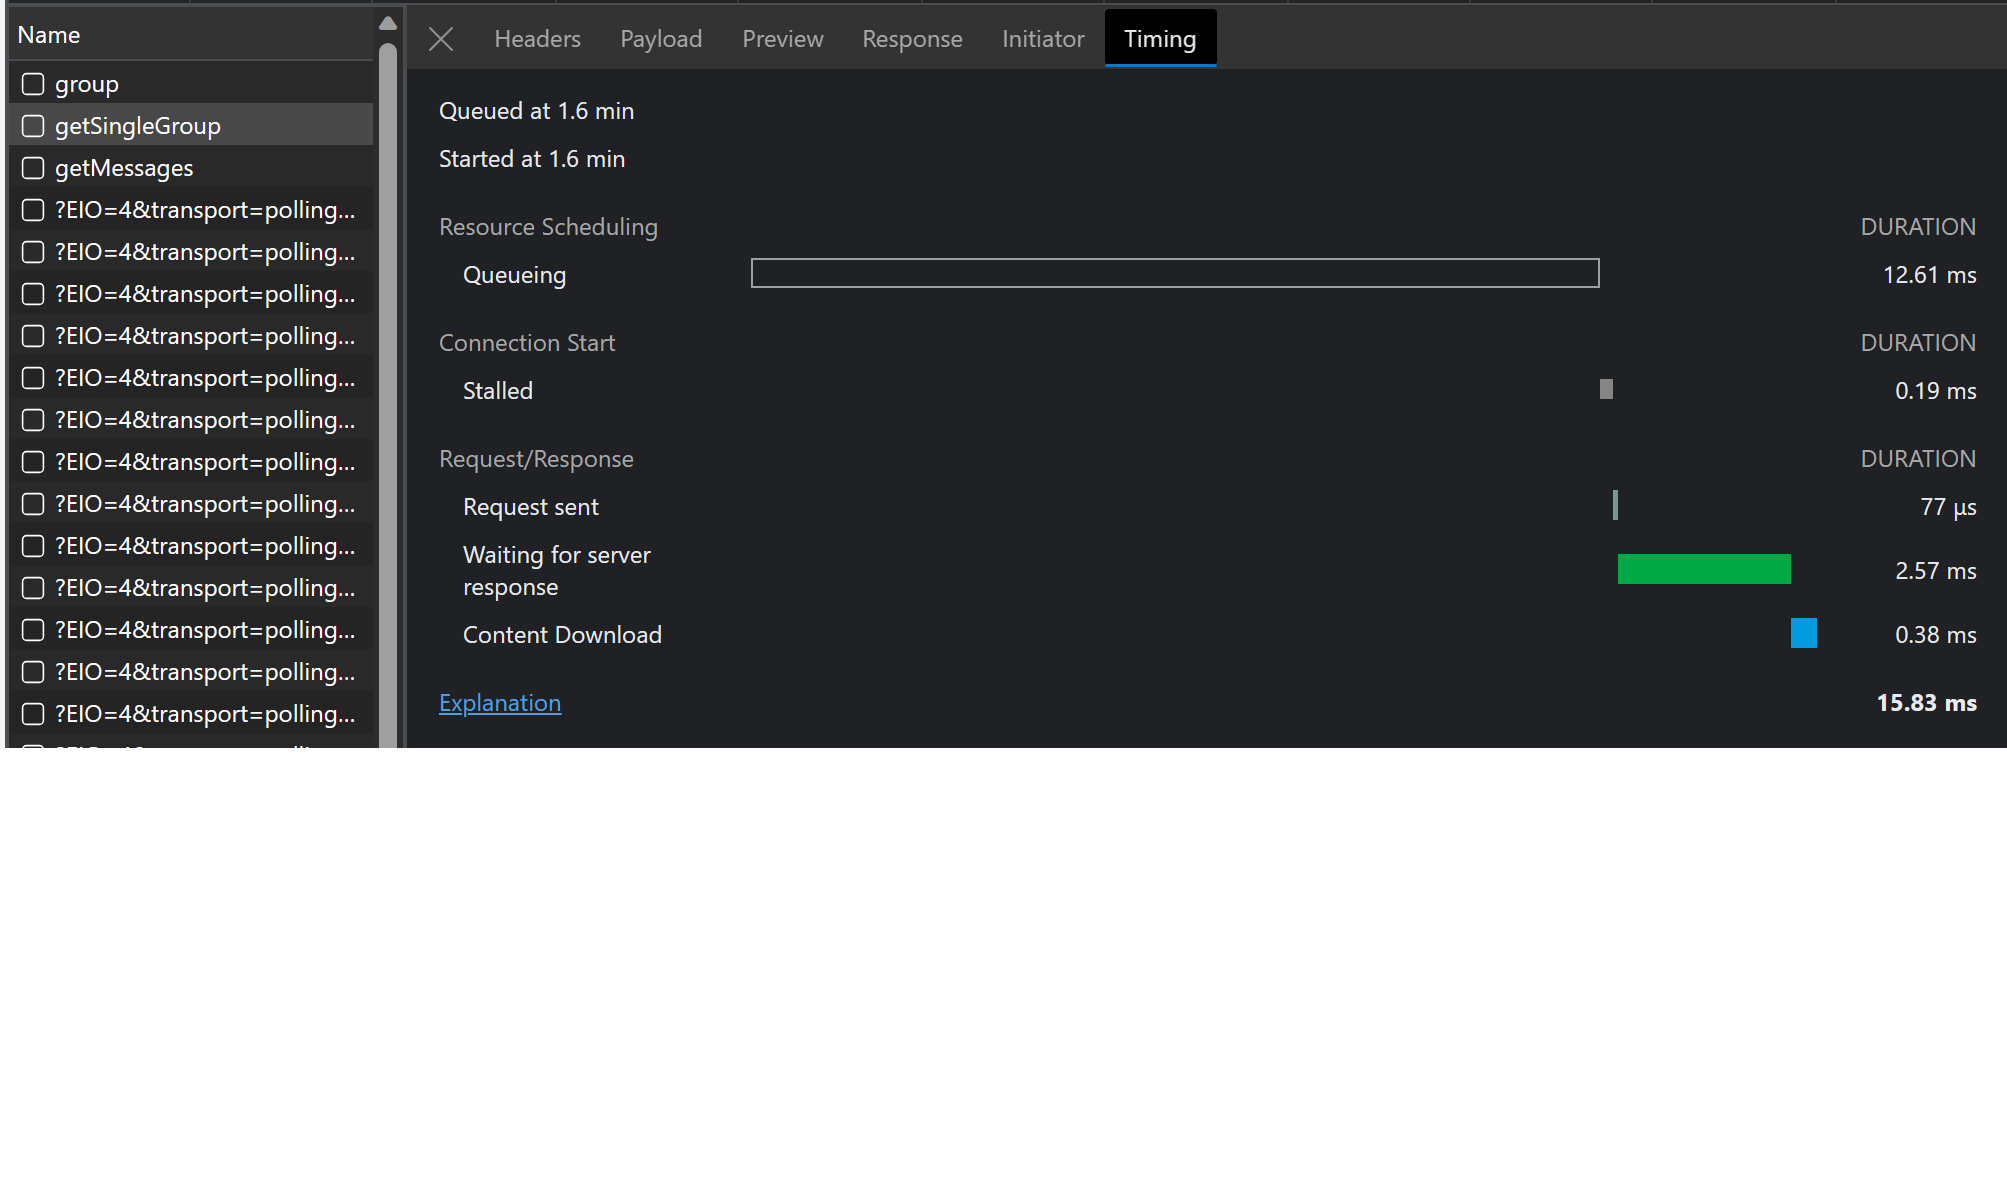 Name
group
getSingleGroup
getMessages
?EIO=4&transport=polling...
?EIO=4&transport=polling...
?EIO=4&transport=polling...
?EIO=4&transport=polling...
?EIO=4&transport=polling...
?EIO=4&transport=polling...
?EIO=4&transport=polling...
?EIO=4&transport=polling...
?EIO=4&transport=polling...
?EIO=4&transport=polling...
?EIO=4&transport=polling...
?EIO=4&transport=polling...
?EIO=4&transport=polling...
Headers Payload Preview Response Initiator Timing
Queued at 1.6 min
Started at 1.6 min
Resource Scheduling DURATION
Queueing 12.61 ms
Connection Start DURATION
Stalled 0.19 ms
Request/Response DURATION
Request sent 77 μs
Waiting for server
response 2.57 ms
Content Download 0.38 ms
Explanation 15.83 ms